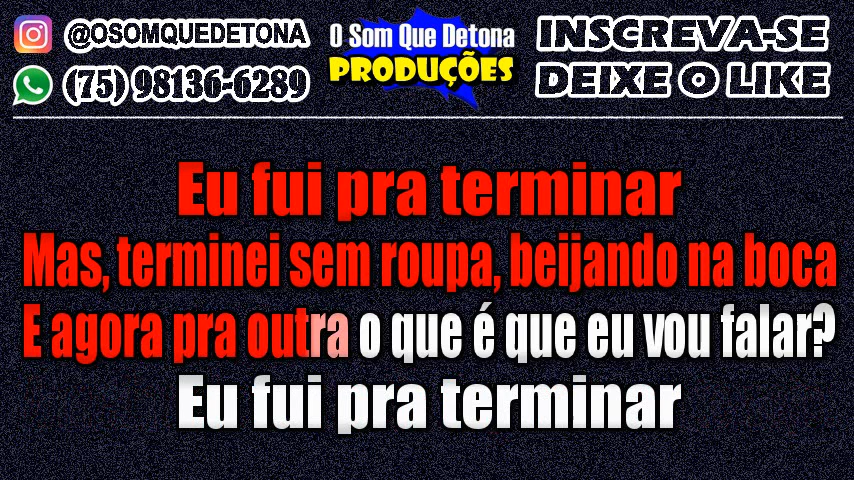 @OSOMQUEDETONA
(75) 98136-6289
O Som Que Detona
PRODUÇÕES
INSCREVA-SE
DEIXE O LIKE
Eu fui pra terminar
Mas, terminei sem roupa, beijando na boca
E agora pra outra o que é que eu vou falar?
Eu fui pra terminar